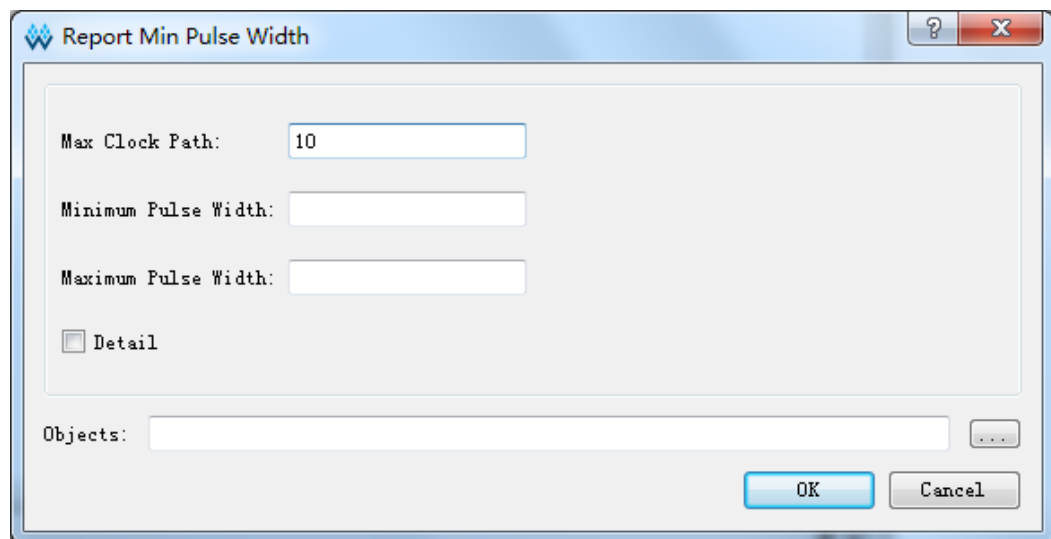 Report Min Pulse Width
Max Clock Path: 10
Minimum Pulse Width:
Maximum Pulse Width:
Detail
Objects: ...
OK Cancel